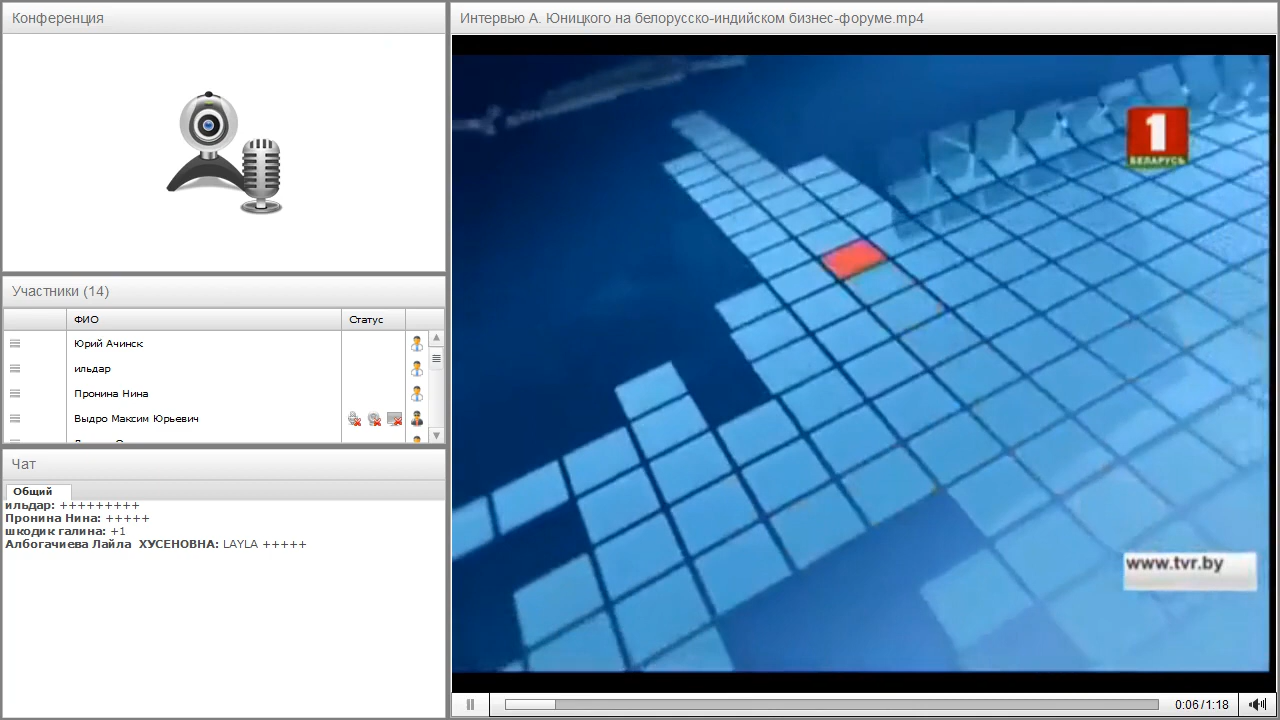 Конференция
Участники (14)
ФИО
Статус
Юрий Ачинск
ильдар
Пронина Нина
Выдро Максим Юрьевич
Чат
Общий
ильдар: +++++++++
Пронина Нина: +++++
шкодик галина: +1
Албогачиева Лайла ХУСЕНОВНА: LAYLA +++++
Интервью А. Юницкого на белорусско-индийском бизнес-форуме.mp4
1
БЕЛАРУСЬ
www.tvr.by
0:06 / 1:18